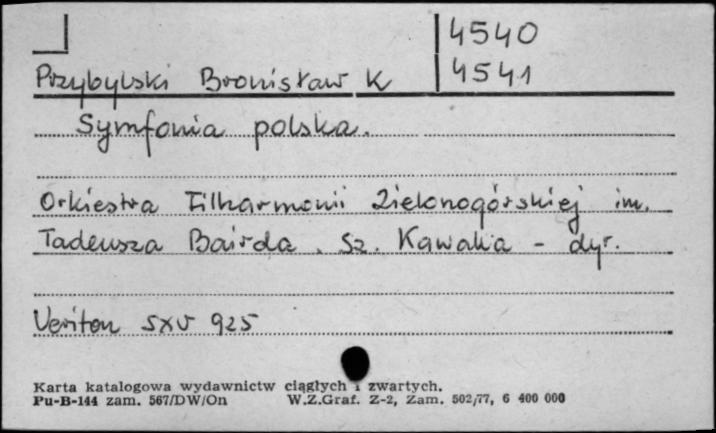 4540
4541
Przybylski Bronisław K
Symfonia polska.
Orkiestra Filharmonii Zielonogórskiej im.
Tadeusza Bairda. Sz. Kawalla - dyr.
Veriton SXV 925
Karta katalogowa wydawnictw ciągłych i zwartych.
Pu-B-144 zam. 567/DW/On W.Z.Graf. Z-2, Zam. 502/77, 6 400 000